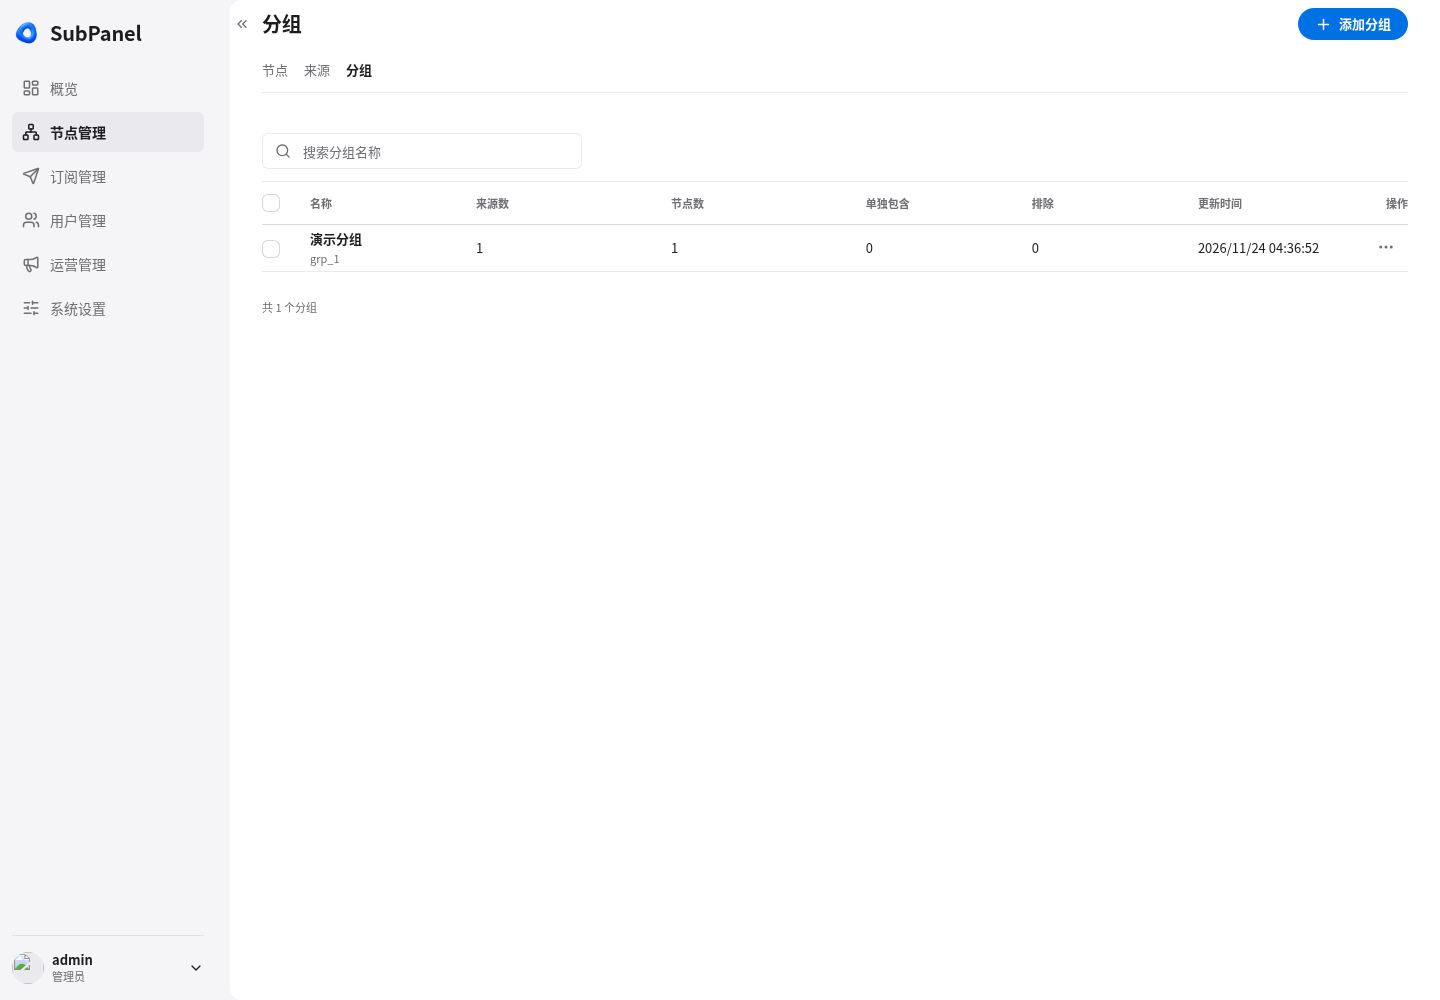 SubPanel
概览
节点管理
订阅管理
用户管理
运营管理
系统设置
admin
管理员
分组
添加分组
节点 来源 分组
搜索分组名称
名称 来源数 节点数 单独包含 排除 更新时间 操作
演示分组
grp_1
1 1 0 0 2026/11/24 04:36:52
共 1 个分组